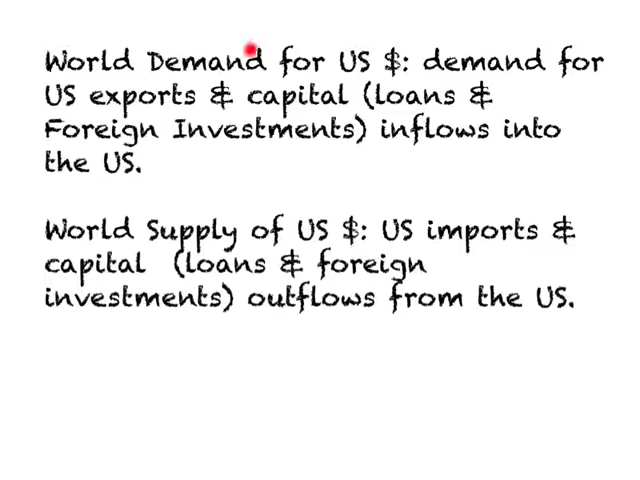 World Demand for US $: demand for
US exports & capital (loans &
Foreign Investments) inflows into
the US.
World Supply of US $: US imports &
capital (loans & foreign
investments) outflows from the US.